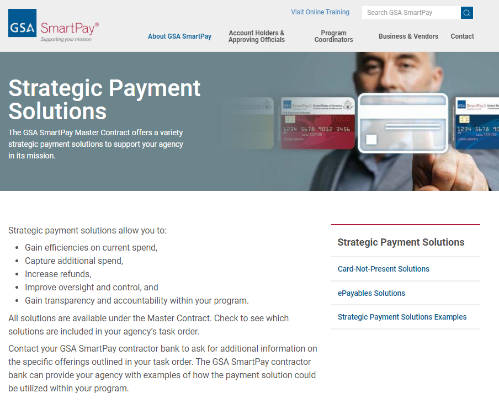 Visit Online Training
Search GSA SmartPay
GSA SmartPay®
Supporting your mission
About GSA SmartPay
Account Holders &
Approving Officials
Program
Coordinators
Business & Vendors
Contact
Strategic Payment
Solutions
The GSA SmartPay Master Contract offers a variety
strategic payment solutions to support your agency
in its mission.
Strategic payment solutions allow you to:
• Gain efficiencies on current spend,
• Capture additional spend,
• Increase refunds,
• Improve oversight and control, and
• Gain transparency and accountability within your program.
All solutions are available under the Master Contract. Check to see which
solutions are included in your agency's task order.
Contact your GSA SmartPay contractor bank to ask for additional information on
the specific offerings outlined in your task order. The GSA SmartPay contractor
bank can provide your agency with examples of how the payment solution could
be utilized within your program.
Strategic Payment Solutions
Card-Not-Present Solutions
ePayables Solutions
Strategic Payment Solutions Examples